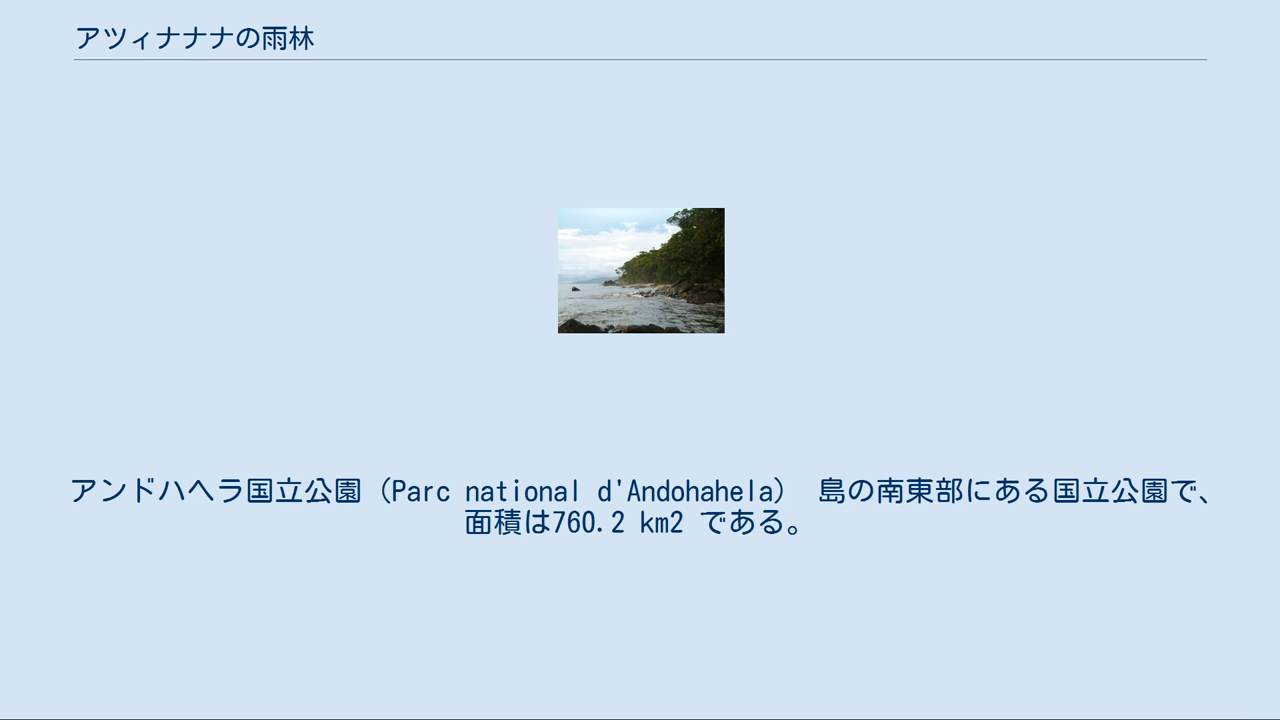 アツィナナナの雨林
アンドハヘラ国立公園（Parc national d'Andohahela） 島の南東部にある国立公園で、
面積は760.2 km2 である。